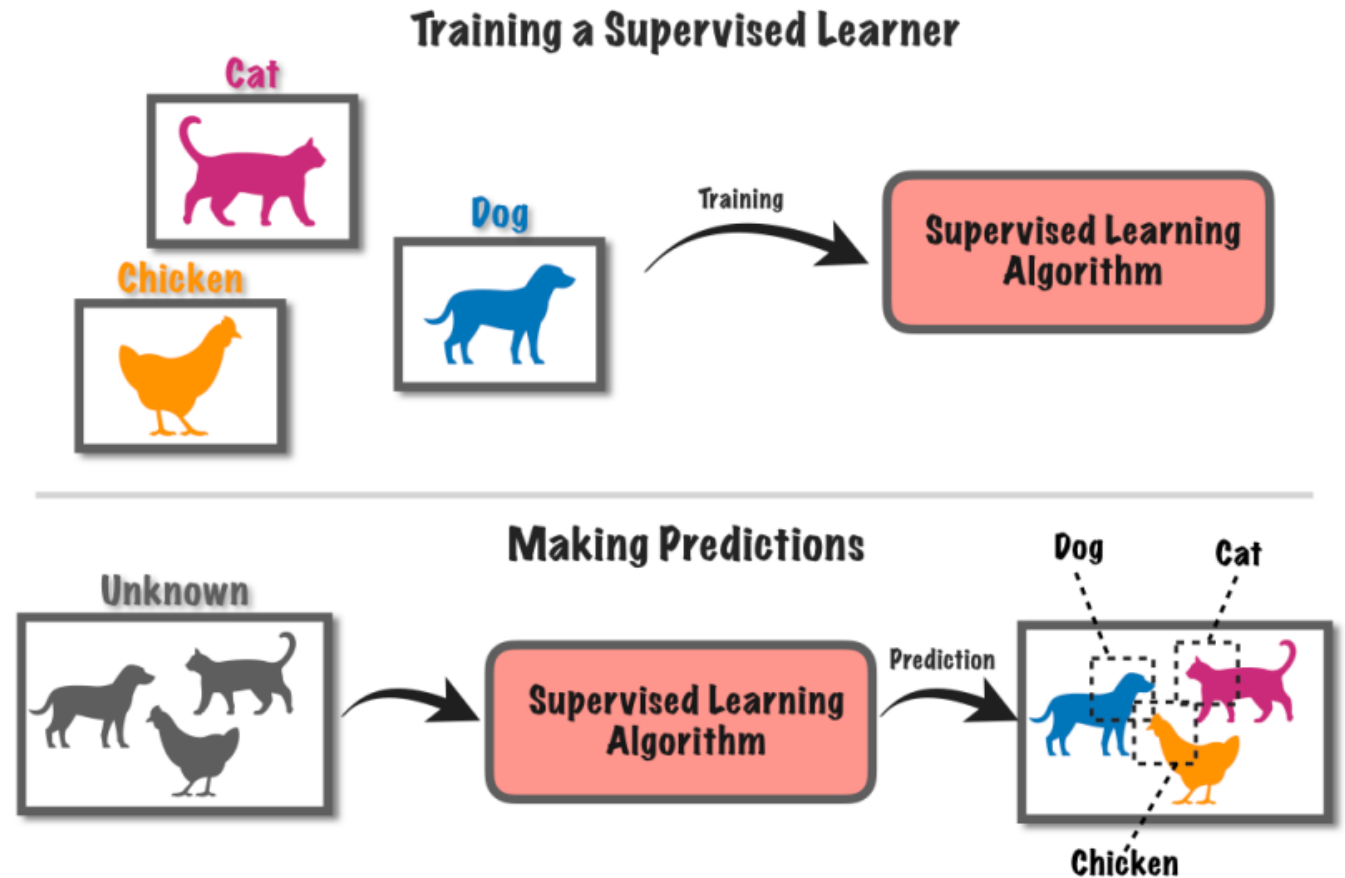 Training a Supervised Learner
Cat
Dog
Chicken
Training
Supervised Learning
Algorithm
Making Predictions
Unknown
Supervised Learning
Algorithm
Prediction
Dog
Cat
Chicken